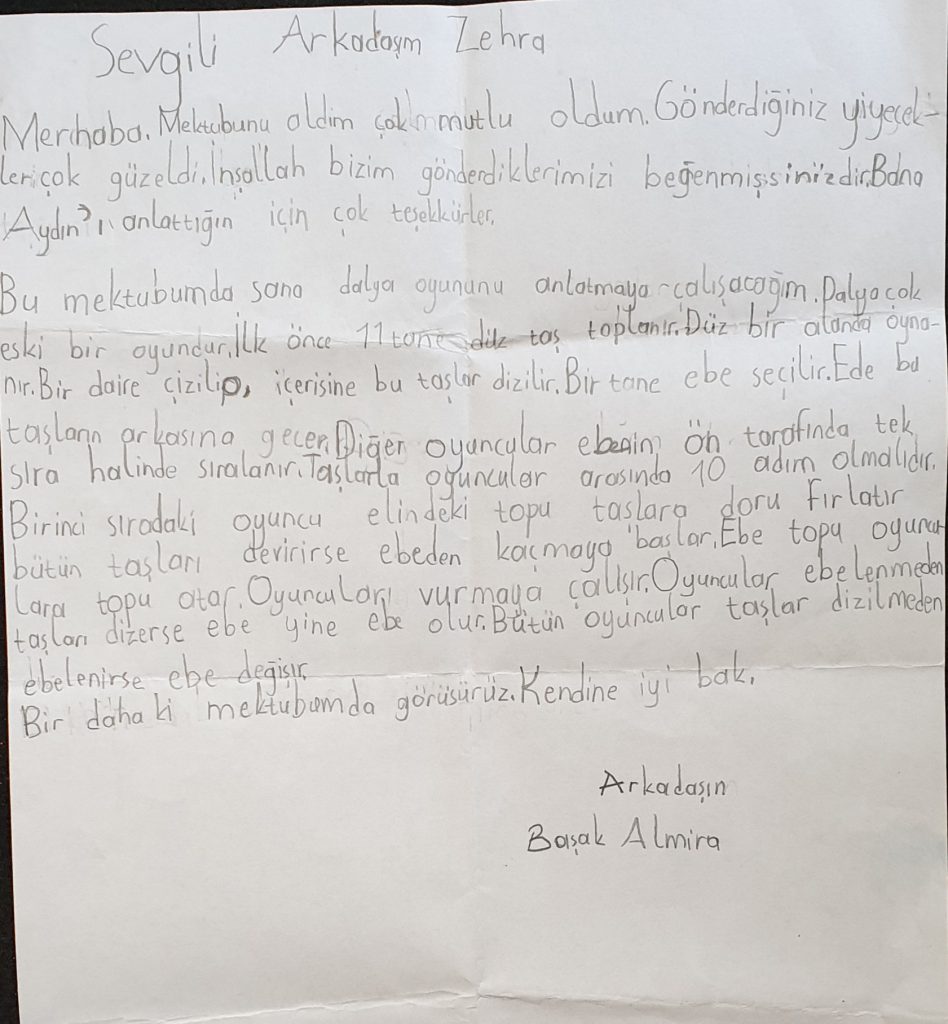 Sevgili Arkadaşım Zehra
Merhaba. Mektubunu aldım çok mutlu oldum. Gönderdiğiniz yiyecek-
leri çok güzeldi. İnşallah bizim gönderdiklerimizi beğenmişsinizdir. Bana
Aydın'ı anlattığın için çok teşekkürler.
Bu mektubumda sana dalya oyununu anlatmaya çalışacağım. Dalya çok
eski bir oyundur. İlk önce 11 tane düz taş toplanır. Düz bir alanda oyna-
nır. Bir daire çizilip, içerisine bu taşlar dizilir. Bir tane ebe seçilir. Ede bu
taşların arkasına geçer. Diğer oyuncular ebenin ön tarafında tek
sıra halinde sıralanır. Taşlarla oyuncular arasında 10 adım olmalıdır.
Birinci sıradaki oyuncu elindeki topu taşlara doru fırlatır
bütün taşları devirirse ebeden kaçmaya başlar. Ebe topu oyuncu
lara topu atar. Oyuncuları vurmaya çalışır. Oyuncular ebelenmeden
taşları dizerse ebe yine ebe olur. Bütün oyuncular taşlar dizilmeden
ebelenirse ebe değişir.
Bir daha ki mektubumda görüşürüz. Kendine iyi bak.
Arkadaşın
Başak Almira